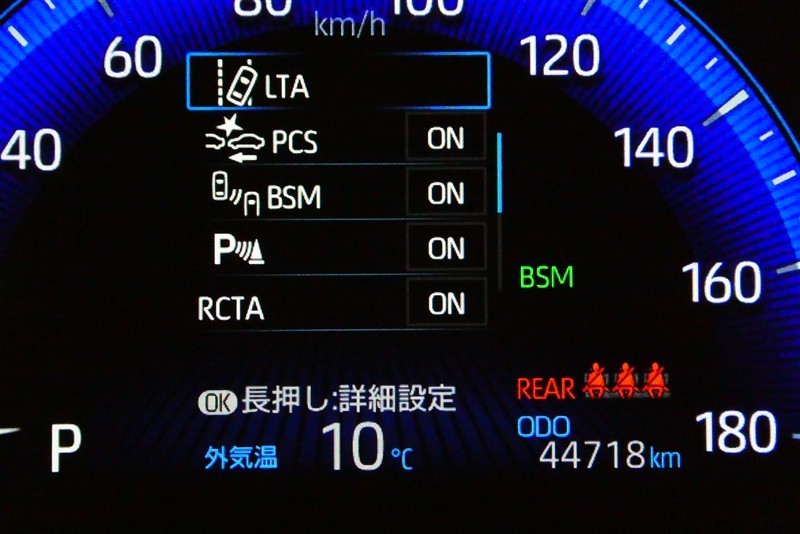 80 100
km/h
60 120
LTA
40 140
PCS ON
BSM ON
P ON
BSM 160
RCTA ON
REAR
OK 長押し:詳細設定
ODO
P 180
外気温 10℃
44718km